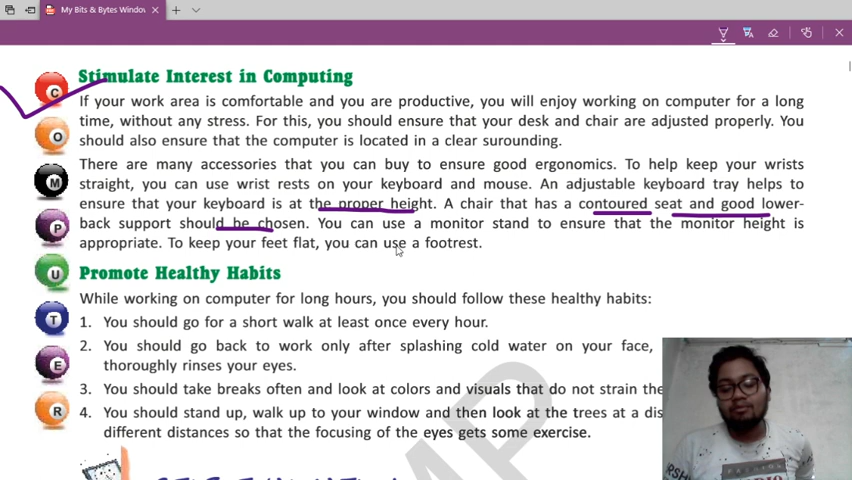 My Bits & Bytes Window
Stimulate Interest in Computing
If your work area is comfortable and you are productive, you will enjoy working on computer for a long
time, without any stress. For this, you should ensure that your desk and chair are adjusted properly. You
should also ensure that the computer is located in a clear surounding.
There are many accessories that you can buy to ensure good ergonomics. To help keep your wrists
straight, you can use wrist rests on your keyboard and mouse. An adjustable keyboard tray helps to
ensure that your keyboard is at the proper height. A chair that has a contoured seat and good lower-
back support should be chosen. You can use a monitor stand to ensure that the monitor height is
appropriate. To keep your feet flat, you can use a footrest.
Promote Healthy Habits
While working on computer for long hours, you should follow these healthy habits:
1. You should go for a short walk at least once every hour.
2. You should go back to work only after splashing cold water on your face,
thoroughly rinses your eyes.
3. You should take breaks often and look at colors and visuals that do not strain the
4. You should stand up, walk up to your window and then look at the trees at a dis
different distances so that the focusing of the eyes gets some exercise.
C
O
M
P
U
T
E
R